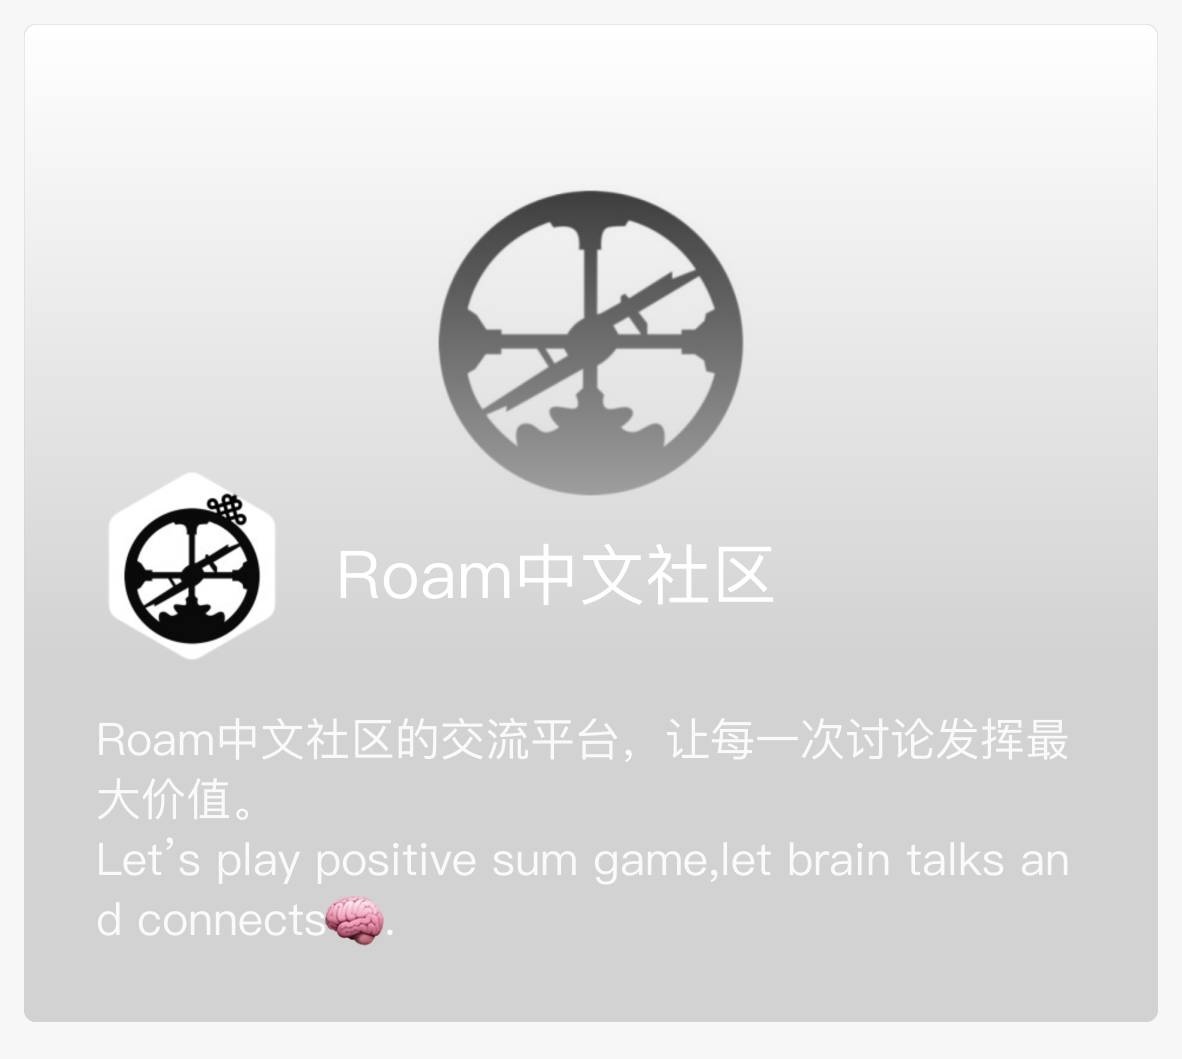 Roam中文社区
Roam中文社区的交流平台，让每一次讨论发挥最
大价值。
Let’s play positive sum game,let brain talks an
d connects🧠.